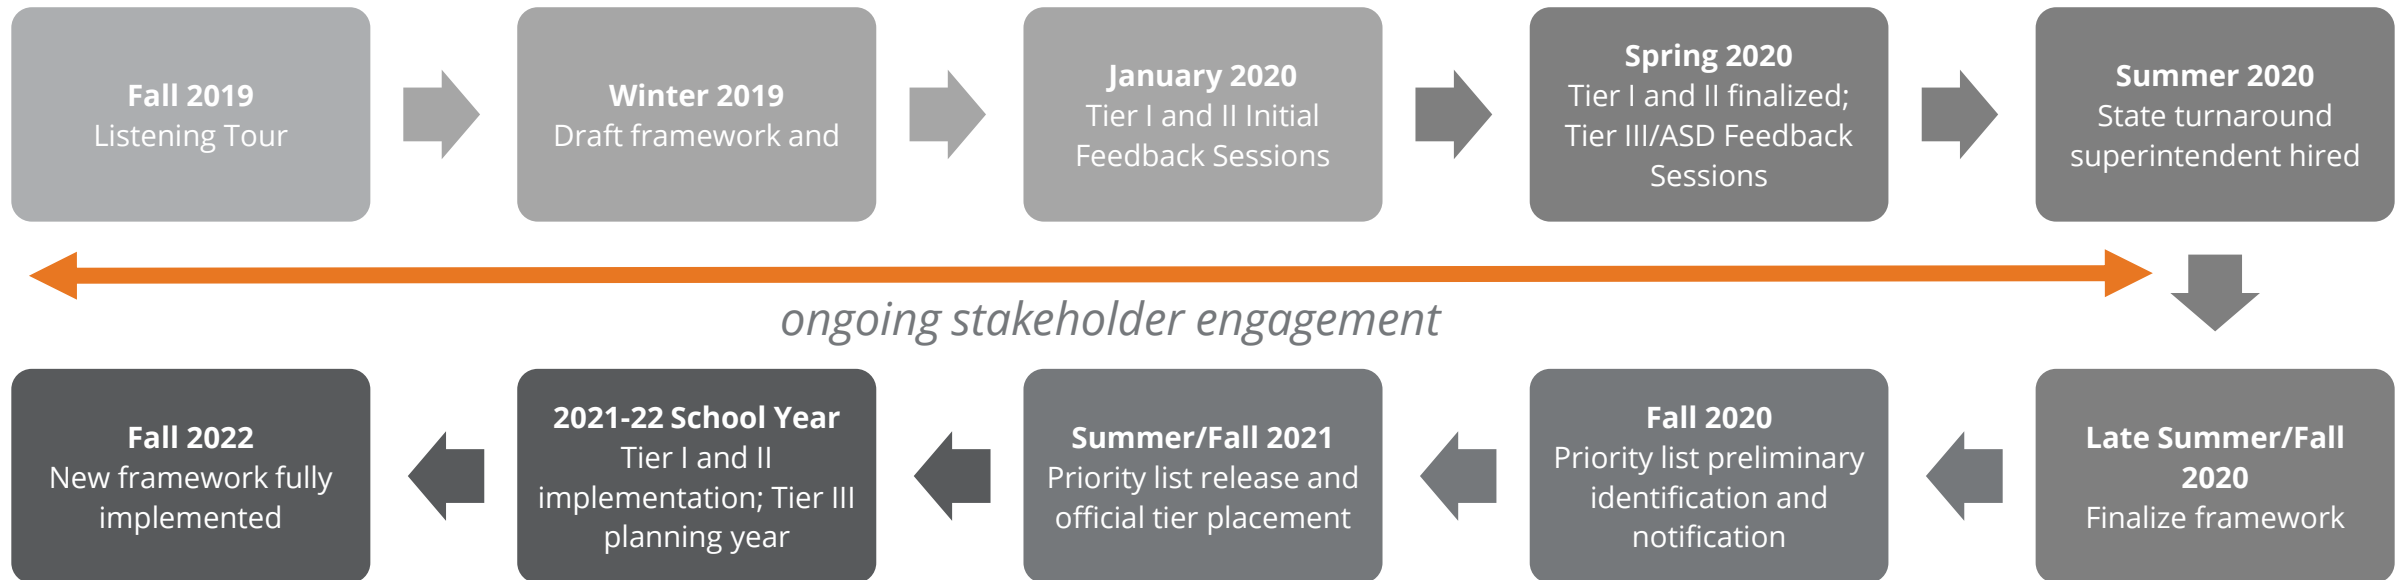 Fall 2019
Listening Tour
Winter 2019
Draft framework and
January 2020
Tier I and II Initial
Feedback Sessions
Spring 2020
Tier I and II finalized;
Tier III/ASD Feedback
Sessions
Summer 2020
State turnaround
superintendent hired
ongoing stakeholder engagement
Late Summer/Fall
2020
Finalize framework
Fall 2020
Priority list preliminary
identification and
notification
Summer/Fall 2021
Priority list release and
official tier placement
2021-22 School Year
Tier I and II
implementation; Tier III
planning year
Fall 2022
New framework fully
implemented